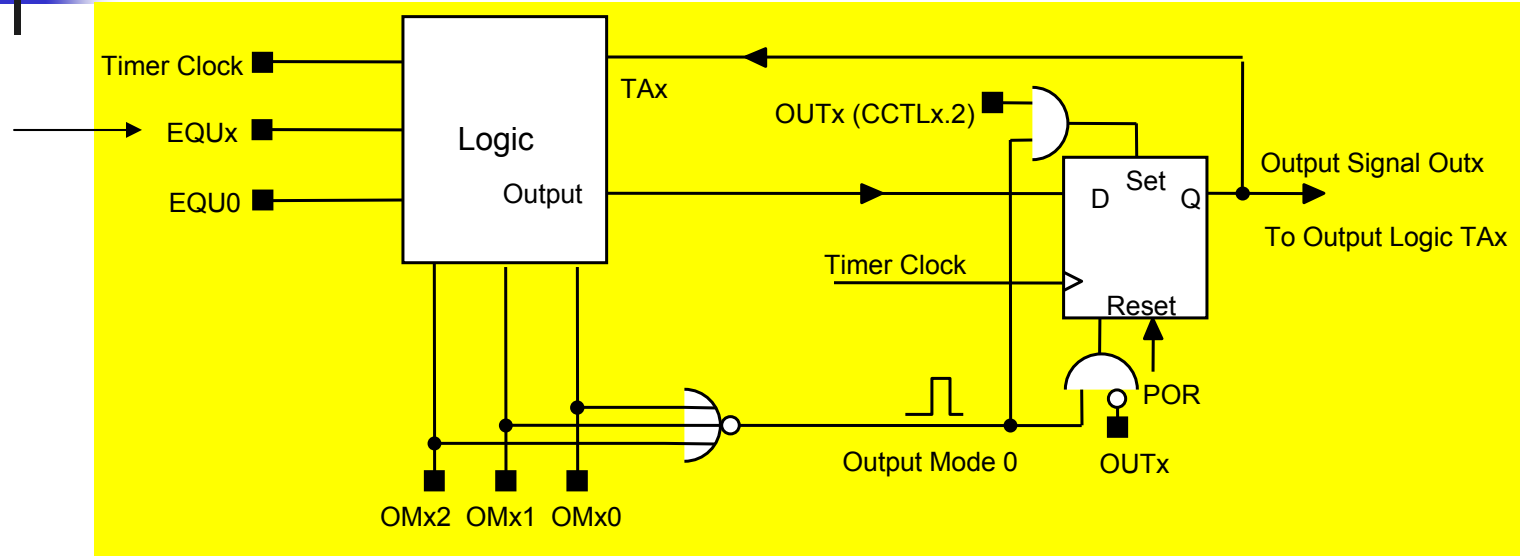 Timer Clock
TAx
OUTx (CCTLx.2)
EQUx
Logic
Output Signal Outx
EQU0
Output
D
Set
Q
To Output Logic TAx
Timer Clock
Reset
POR
Output Mode 0
OUTx
OMx2 OMx1 OMx0